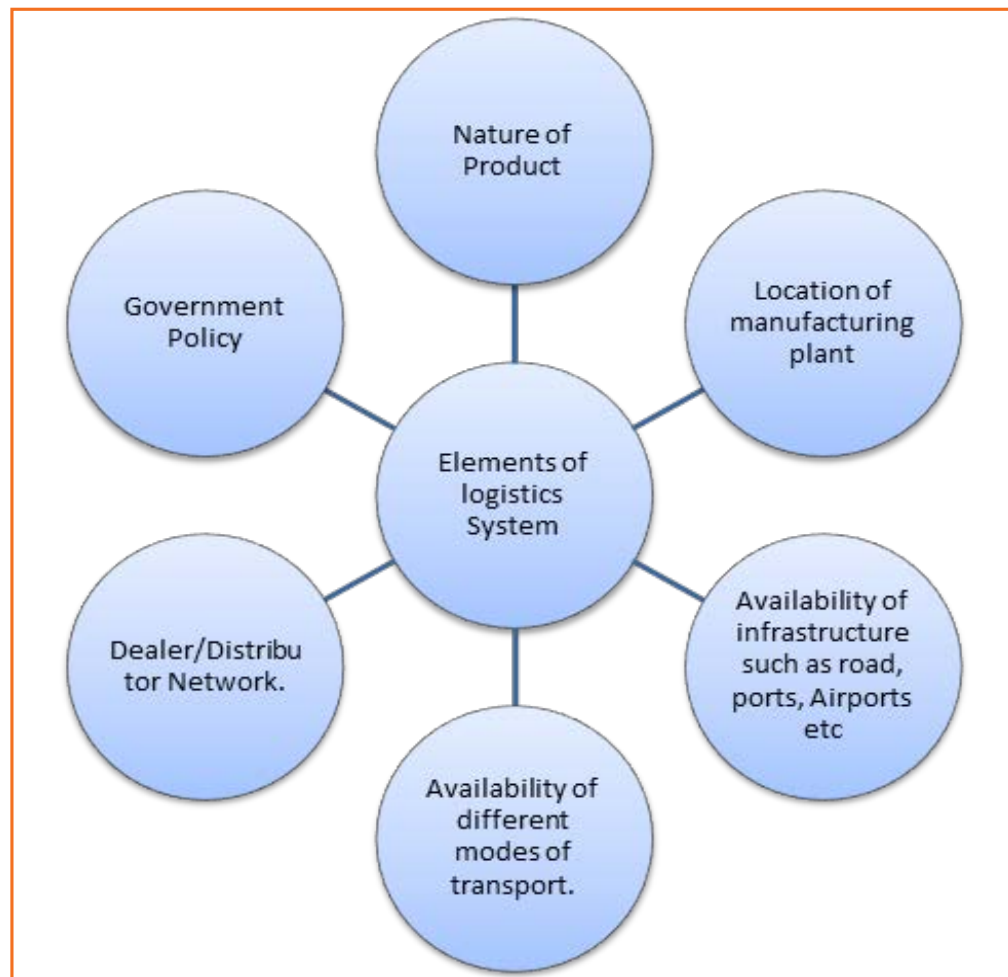 Nature of
Product
Government
Policy
Location of
manufacturing
plant
Elements of
logistics
System
Dealer/Distribu
tor Network.
Availability of
infrastructure
such as road,
ports, Airports
etc
Availability of
different
modes of
transport.